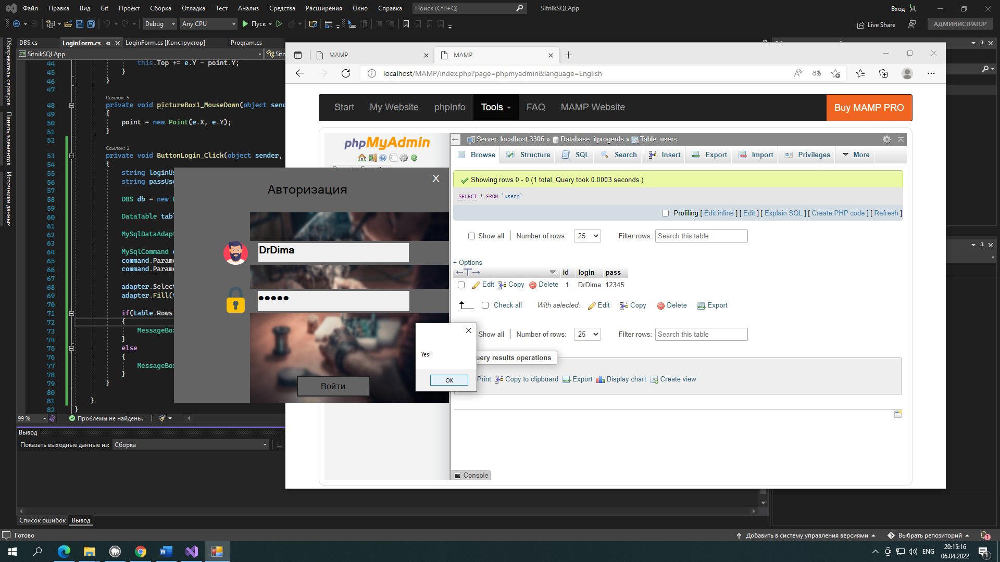 Файл Правка Вид Git Проект Сборка Отладка Тест Анализ Средства Расширения Окно Справка Поиск (Ctrl+Q) SitnikSQLApp Вход
Debug Any CPU Пуск Live Share АДМИНИСТРАТОР
DBS.cs LoginForm.cs LoginForm.cs [Конструктор] Program.cs
SitnikSQLApp
Обозреватель серверов
Панель элементов
Источники данных
44 this.Top += e.Y - point.Y;
45 }
46 }
47
Ссылок: 5
48 private void pictureBox1_MouseDown(object send
49 {
50 point = new Point(e.X, e.Y);
51 }
52
Ссылок: 1
53 private void ButtonLogin_Click(object sender,
54 {
55 string loginUs
56 string passUse
57
58 DBS db = new
59
60 DataTable tabl
61
62 MySqlDataAdapt
63
64 MySqlCommand
65 command.Parame
66 command.Parame
67
68 adapter.Select
69 adapter.Fill(t
70
71 if(table.Rows
72 {
73 MessageBox
74 }
75 else
76 {
77 MessageBox
78 }
79 }
80
81 }
82 }
99 % Проблемы не найдены.
Вывод
Показать выходные данные из: Сборка
Список ошибок Вывод
Готово Добавить в систему управления версиями Выбрать репозиторий 1
Авторизация X
DrDima
●●●●●
Войти
Yes!
OK
MAMP MAMP
localhost/MAMP/index.php?page=phpmyadmin&language=English
Start My Website phpInfo Tools FAQ MAMP Website Buy MAMP PRO
phpMyAdmin
Server: localhost:3306 » Database: itprogerds » Table: users
Browse Structure SQL Search Insert Export Import Privileges More
Showing rows 0 - 0 (1 total, Query took 0.0003 seconds.)
SELECT * FROM `users`
Profiling [ Edit inline ] [ Edit ] [ Explain SQL ] [ Create PHP code ] [ Refresh ]
Show all Number of rows: 25 Filter rows: Search this table
+ Options
←T→ id login pass
Edit Copy Delete 1 DrDima 12345
Check all With selected: Edit Copy Delete Export
Show all Number of rows: 25 Filter rows: Search this table
uery results operations
Print Copy to clipboard Export Display chart Create view
Console
ENG 20:15:16
06.04.2022
1